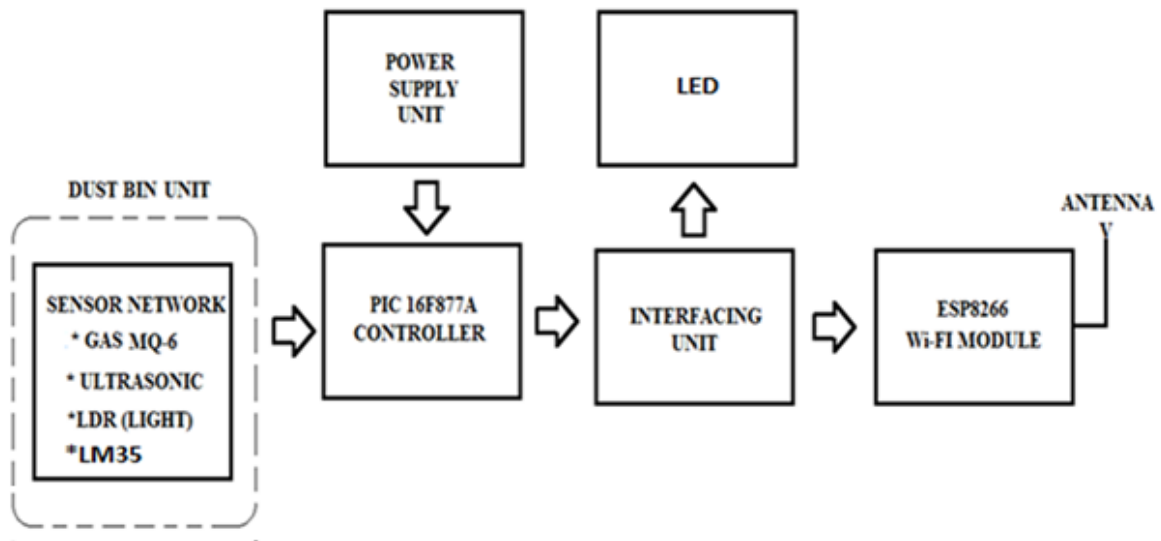 POWER
SUPPLY
UNIT
LED
DUST BIN UNIT
SENSOR NETWORK
* GAS MQ-6
* ULTRASONIC
*LDR (LIGHT)
*LM35
PIC 16F877A
CONTROLLER
INTERFACING
UNIT
ESP8266
Wi-FI MODULE
ANTENNA